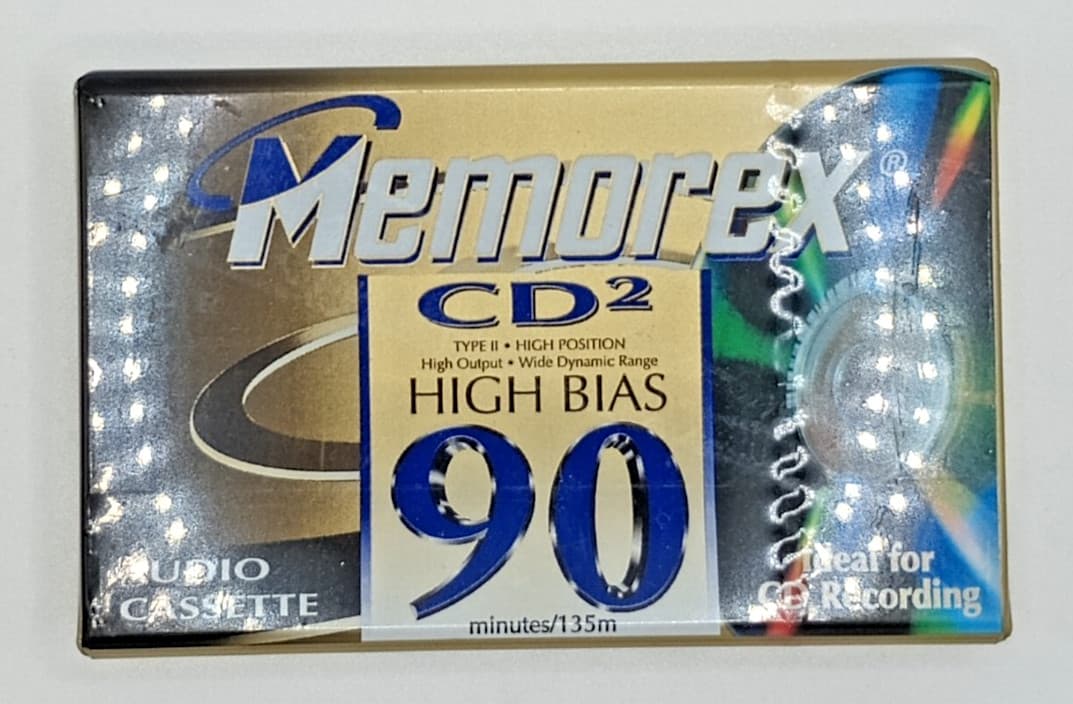 Memorex®
CD²
TYPE II • HIGH POSITION
High Output • Wide Dynamic Range
HIGH BIAS
90
minutes/135m
AUDIO
CASSETTE
Ideal for
CD Recording